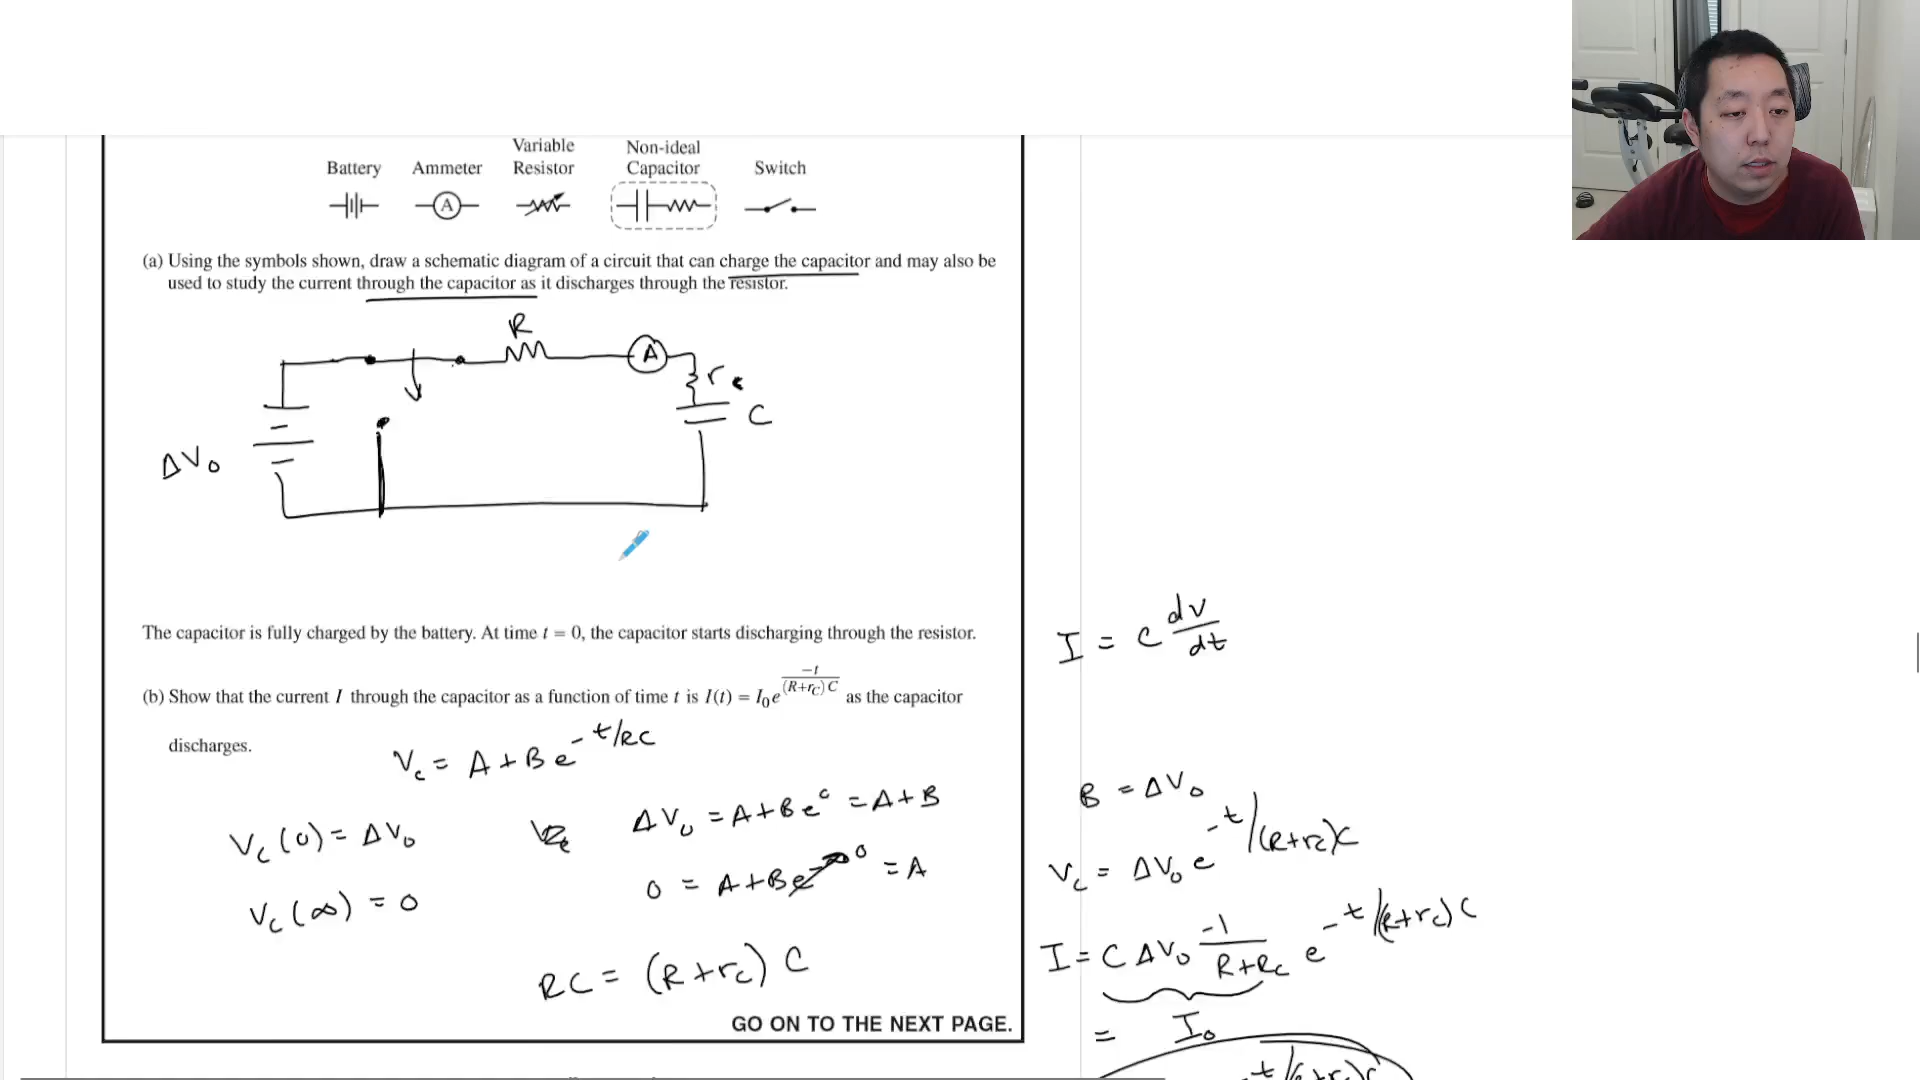 Variable Non-ideal
Battery Ammeter Resistor Capacitor Switch
A
(a) Using the symbols shown, draw a schematic diagram of a circuit that can charge the capacitor and may also be
used to study the current through the capacitor as it discharges through the resistor.
R
A
r_c
C
ΔV₀
The capacitor is fully charged by the battery. At time t = 0, the capacitor starts discharging through the resistor.
(b) Show that the current I through the capacitor as a function of time t is I(t) = I₀e^(-t/((R+r_C)C)) as the capacitor
discharges.
V_c = A + B e^(-t/RC)
V_c(0) = ΔV₀
ΔV₀ = A + B e^0 = A + B
V_c(∞) = 0
0 = A + B e^(-∞) 0 = A
RC = (R + r_c) C
GO ON TO THE NEXT PAGE.
I = C dV/dt
B = ΔV₀
V_c = ΔV₀ e^(-t/(R+r_c)C)
I = C ΔV₀ -1/(R+R_C) e^(-t/(R+r_c)C)
= I₀